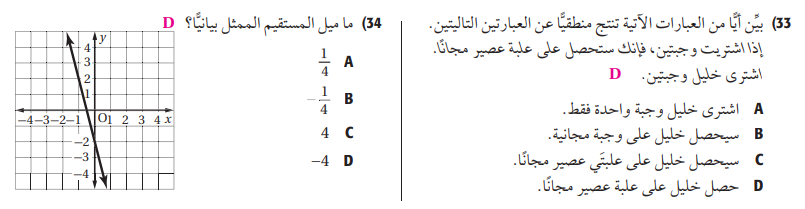 33) بيِّن أيًّا من العبارات الآتية تنتج منطقيًّا عن العبارتين التاليتين.
إذا اشتريت وجبتين، فإنك ستحصل على علبة عصير مجانًا.
اشترى خليل وجبتين. D
A اشترى خليل وجبة واحدة فقط.
B سيحصل خليل على وجبة مجانية.
C سيحصل خليل على علبتَي عصير مجانًا.
D حصل خليل على علبة عصير مجانًا.
34) ما ميل المستقيم الممثل بيانيًّا؟ D
A 1/4
B -1/4
C 4
D -4
y
4
3
2
1
-4 -3 -2 -1 O 1 2 3 4 x
-2
-3
-4